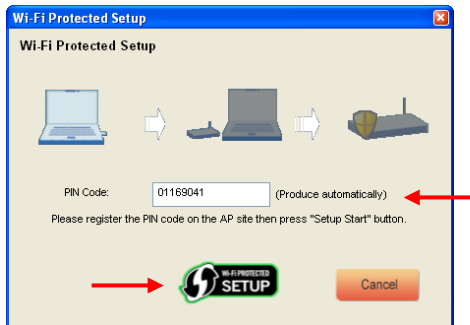 Wi-Fi Protected Setup
Wi-Fi Protected Setup
PIN Code: 01169041 (Produce automatically)
Please register the PIN code on the AP site then press "Setup Start" button.
Wi-Fi PROTECTED
SETUP
Cancel